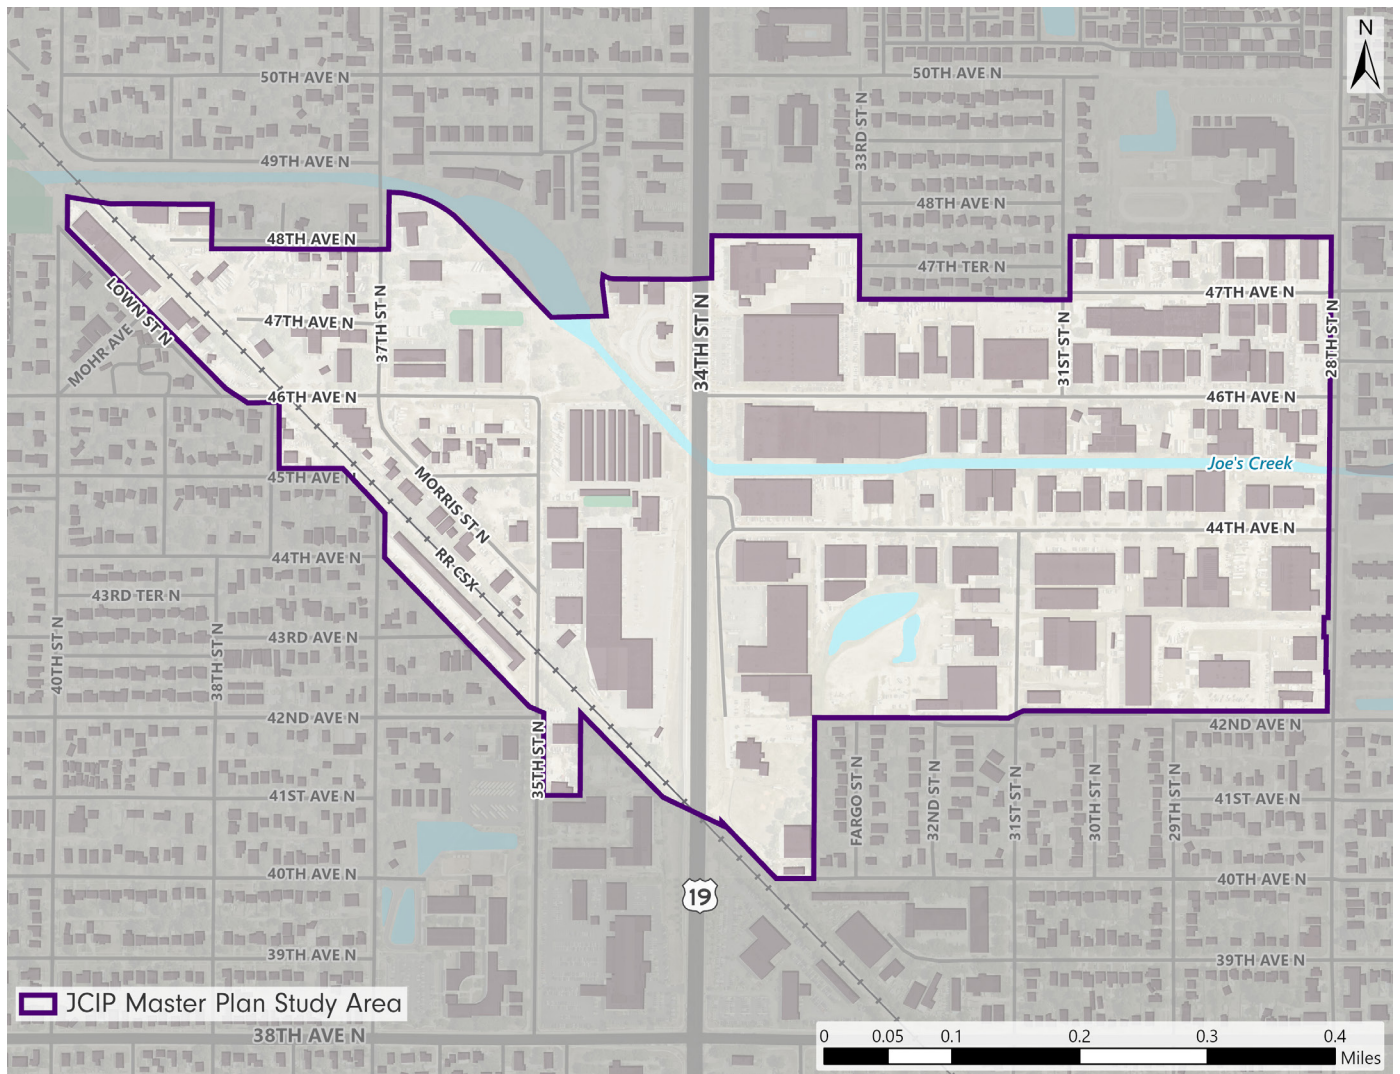 N
50TH AVE N
50TH AVE N
33RD ST N
49TH AVE N
48TH AVE N
48TH AVE N
47TH TER N
LOWN ST N
MOHR AVE
47TH AVE N
37TH ST N
34TH ST N
47TH AVE N
31ST ST N
28TH ST N
46TH AVE N
46TH AVE N
45TH AVE N
Joe's Creek
MORRIS ST N
44TH AVE N
44TH AVE N
RR CSX
43RD TER N
40TH ST N
38TH ST N
43RD AVE N
42ND AVE N
42ND AVE N
35TH ST N
41ST AVE N
FARGO ST N
32ND ST N
31ST ST N
30TH ST N
29TH ST N
41ST AVE N
40TH AVE N
40TH AVE N
19
39TH AVE N
39TH AVE N
JCIP Master Plan Study Area
38TH AVE N
0 0.05 0.1 0.2 0.3 0.4
Miles